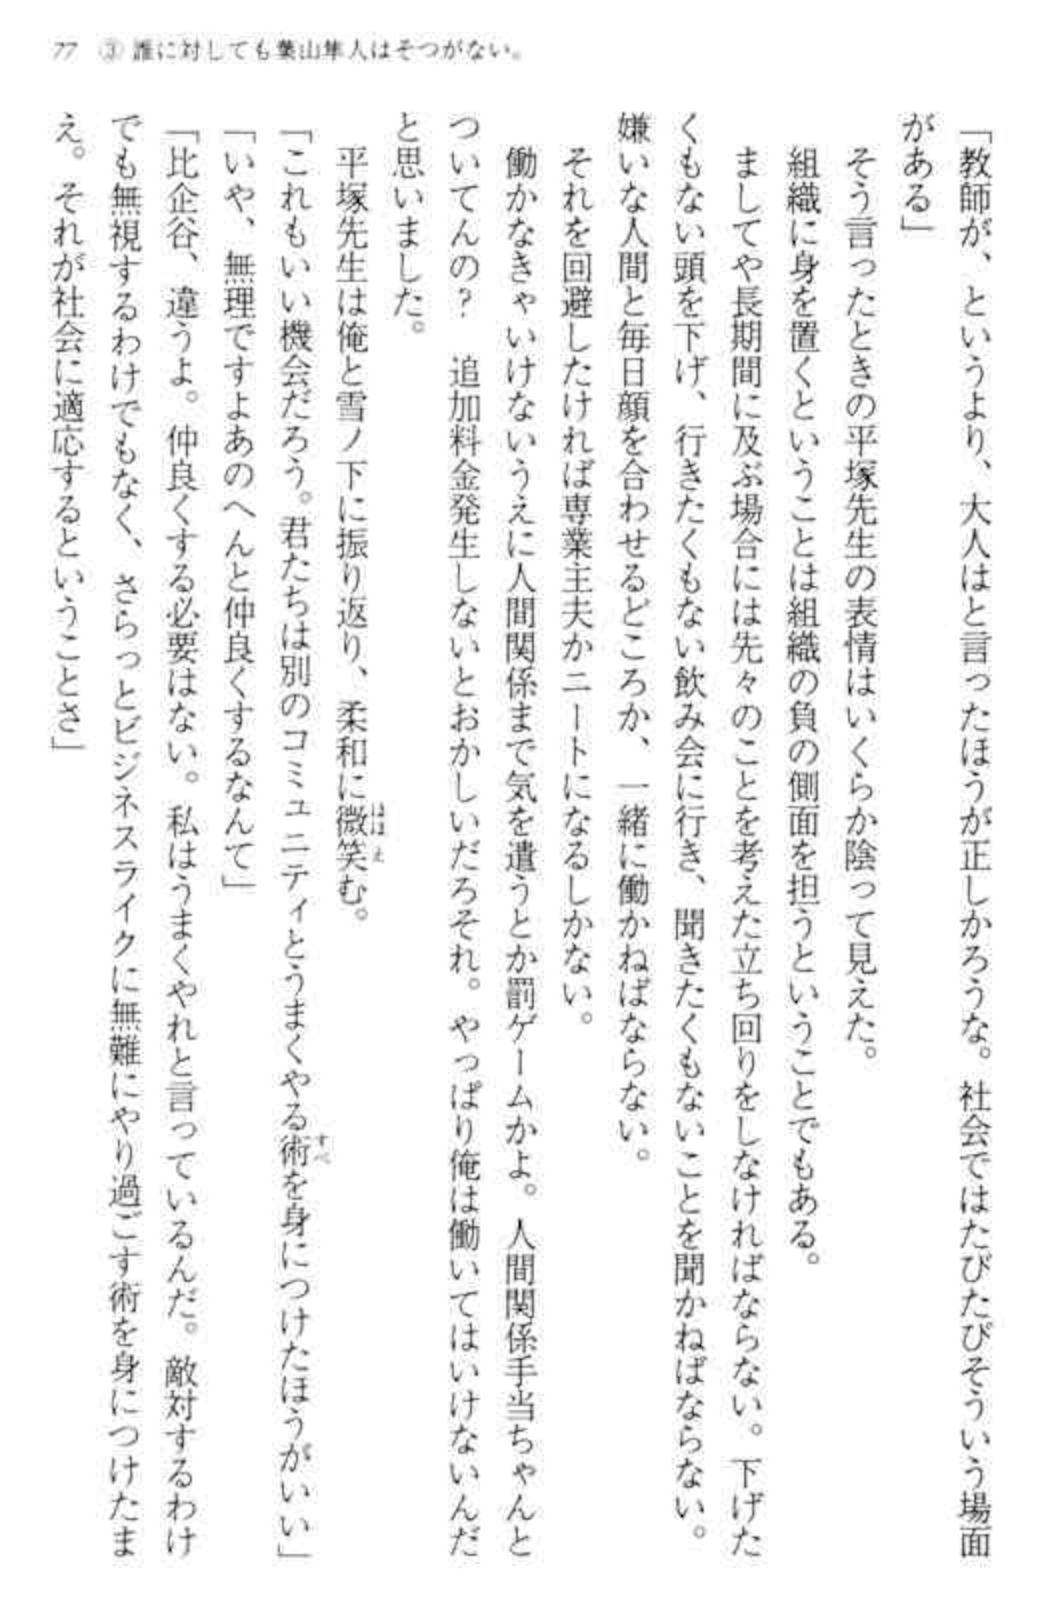 77 ③ 誰に対しても葉山隼人はそつがない。
「教師が、というより、大人はと言ったほうが正しかろうな。社会ではたびたびそういう場面
がある」
そう言ったときの平塚先生の表情はいくらか陰って見えた。
組織に身を置くということは組織の負の側面を担うということでもある。
ましてや長期間に及ぶ場合には先々のことを考えた立ち回りをしなければならない。下げた
くもない頭を下げ、行きたくもない飲み会に行き、聞きたくもないことを聞かねばならない。
嫌いな人間と毎日顔を合わせるどころか、一緒に働かねばならない。
それを回避したければ専業主夫かニートになるしかない。
働かなきゃいけないうえに人間関係まで気を遣うとか罰ゲームかよ。人間関係手当ちゃんと
ついてんの？　追加料金発生しないとおかしいだろそれ。やっぱり俺は働いてはいけないんだ
と思いました。
平塚先生は俺と雪ノ下に振り返り、柔和に微笑む。
「これもいい機会だろう。君たちは別のコミュニティとうまくやる術を身につけたほうがいい」
「いや、無理ですよあのへんと仲良くするなんて」
「比企谷、違うよ。仲良くする必要はない。私はうまくやれと言っているんだ。敵対するわけ
でも無視するわけでもなく、さらっとビジネスライクに無難にやり過ごす術を身につけたま
え。それが社会に適応するということさ」